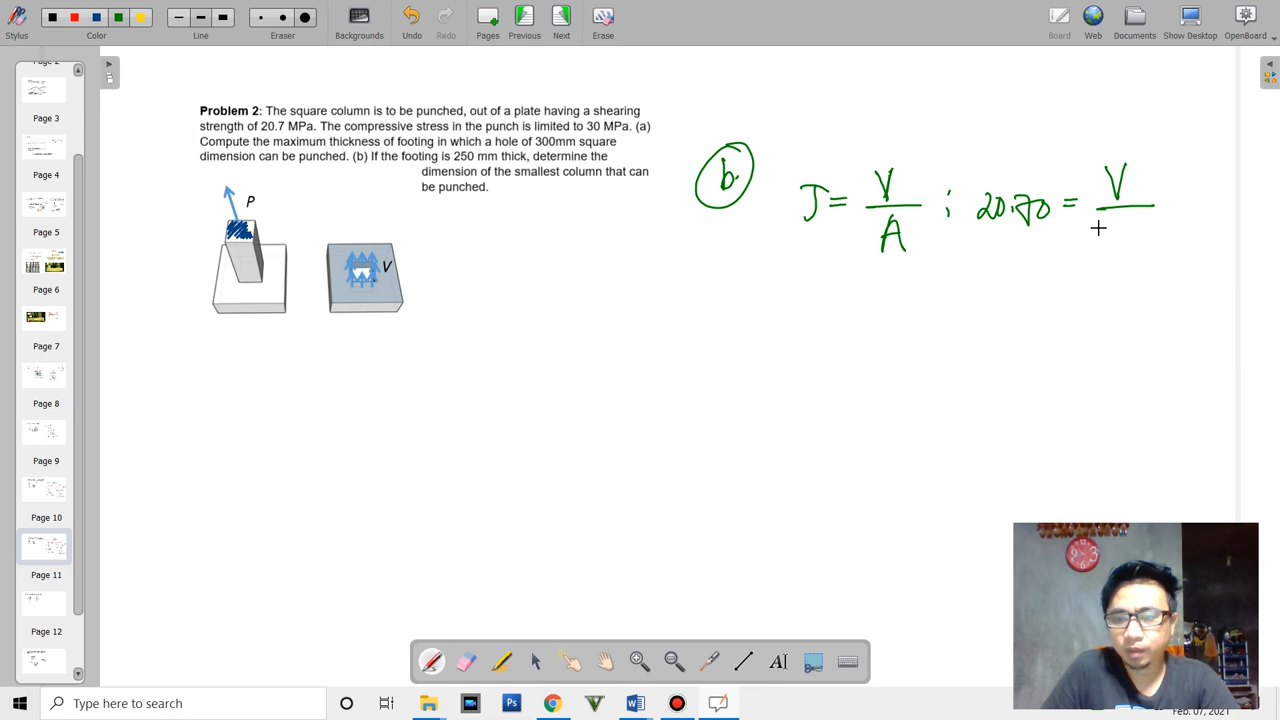 Stylus
Color
Line
Eraser
Backgrounds
Undo
Redo
Pages
Previous
Next
Erase
Board
Web
Documents
Show Desktop
OpenBoard
Page 3
Page 4
Page 5
Page 6
Page 7
Page 8
Page 9
Page 10
Page 11
Page 12
Problem 2: The square column is to be punched, out of a plate having a shearing
strength of 20.7 MPa. The compressive stress in the punch is limited to 30 MPa. (a)
Compute the maximum thickness of footing in which a hole of 300mm square
dimension can be punched. (b) If the footing is 250 mm thick, determine the
dimension of the smallest column that can
be punched.
P
V
b.
J = V / A ; 20.70 = V
Type here to search
Feb. 07, 2021